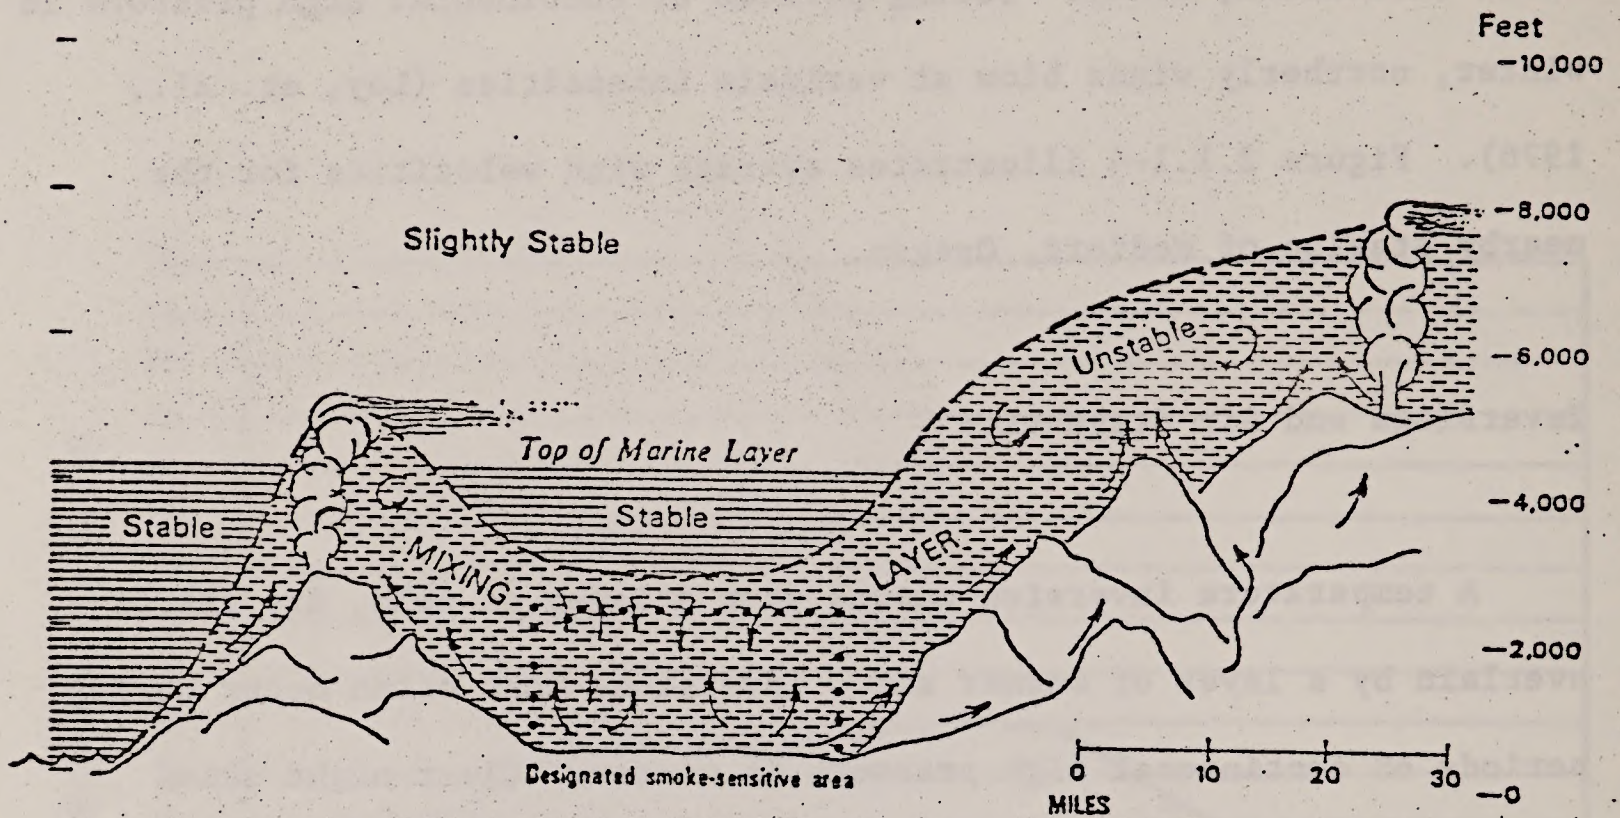 Feet
—10,000
—8,000
Slightly Stable
Unstable
—6,000
Top of Marine Layer
Stable
Stable
—4,000
MIXING
LAYER
—2,000
Designated smoke-sensitive area
0 10 20 30
MILES
—0